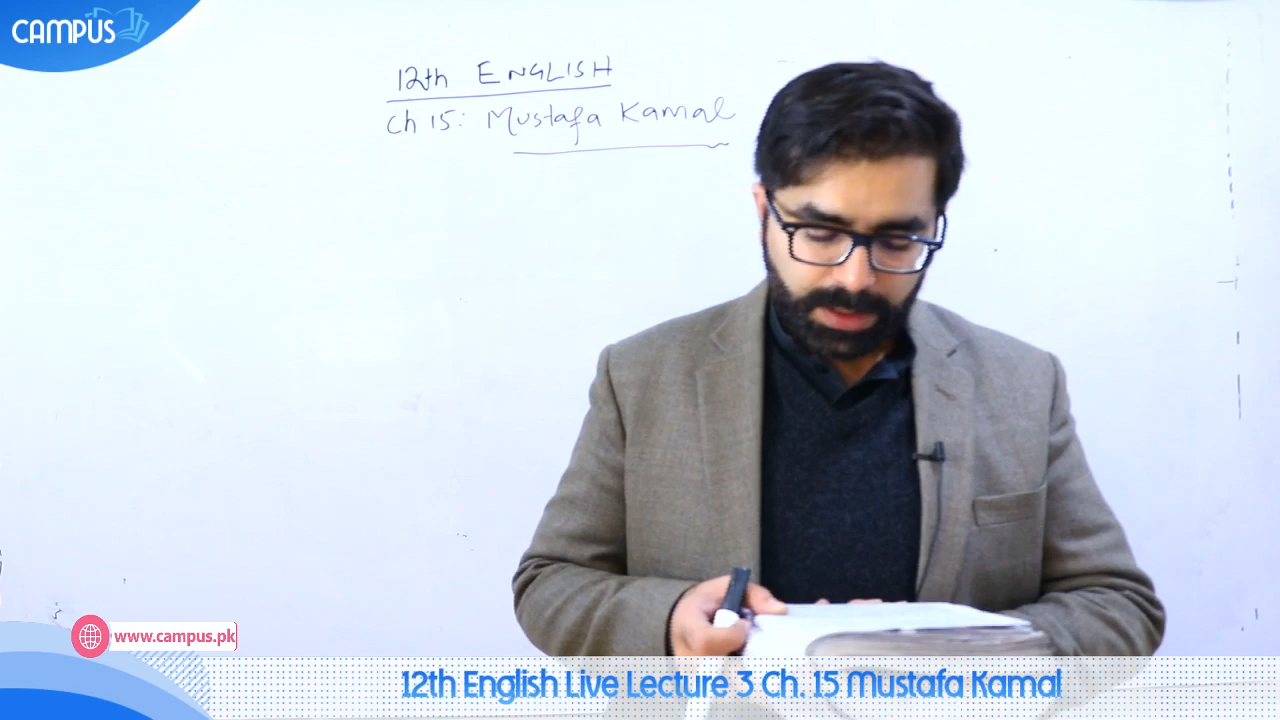 CAMPUS
12th ENGLISH
Ch 15: Mustafa Kamal
www.campus.pk
12th English Live Lecture 3 Ch. 15 Mustafa Kamal